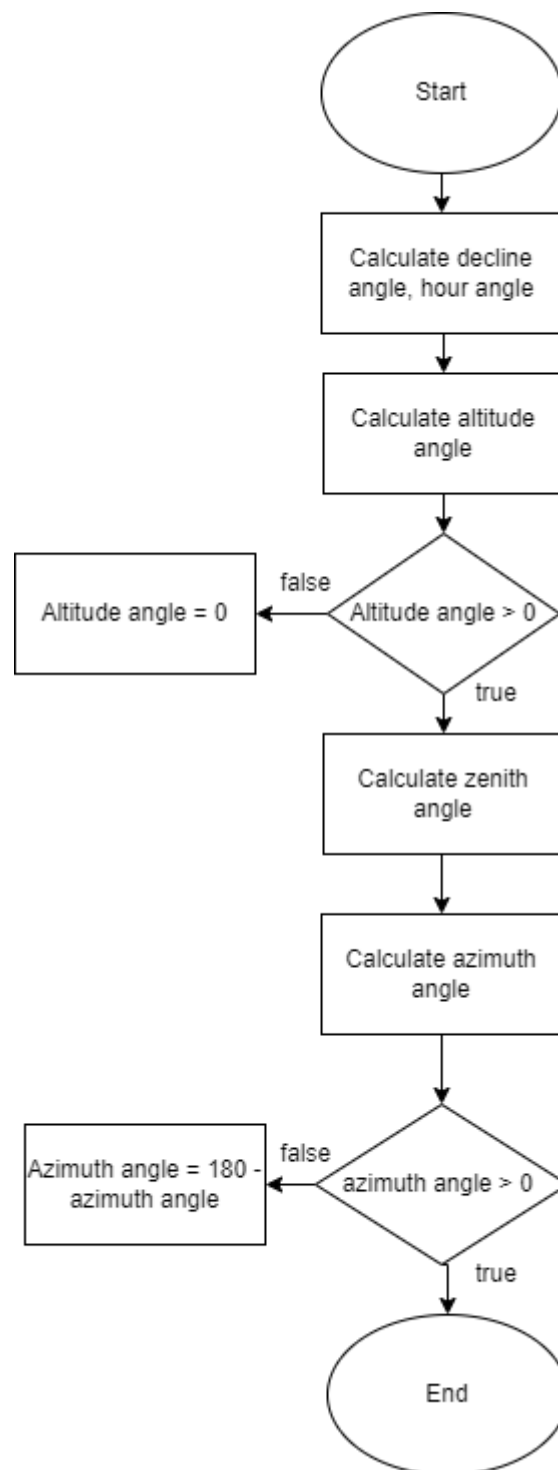 Start
Calculate decline
angle, hour angle
Calculate altitude
angle
false
Altitude angle = 0
Altitude angle > 0
true
Calculate zenith
angle
Calculate azimuth
angle
false
Azimuth angle = 180 -
azimuth angle
azimuth angle > 0
true
End